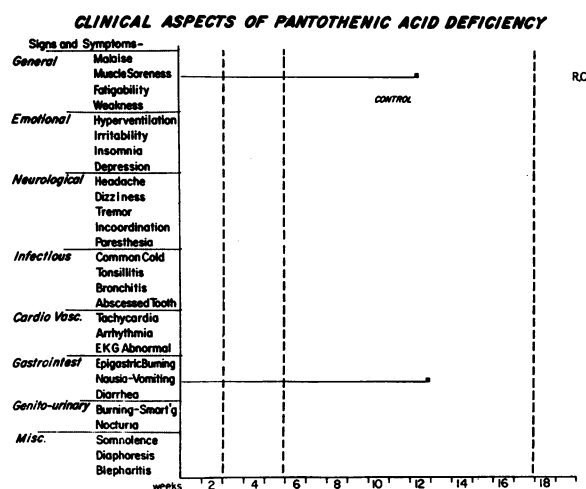 CLINICAL ASPECTS OF PANTOTHENIC ACID DEFICIENCY
Signs and Symptoms-
General
Malaise
Muscle Soreness
R.C
Fatigability
CONTROL
Weakness
Emotional
Hyperventilation
Irritability
Insomnia
Depression
Neurological
Headache
Dizziness
Tremor
Incoordination
Paresthesia
Infectious
Common Cold
Tonsillitis
Bronchitis
Abscessed Tooth
Cardio Vasc.
Tachycardia
Arrhythmia
EKG Abnormal
Gastrointest
Epigastric Burning
Nausia-Vomiting
Diarrhea
Genito-urinary
Burning-Smart'g
Nocturia
Misc.
Somnolence
Diaphoresis
Blepharitis
weeks 2 4 6 8 10 12 14 16 18